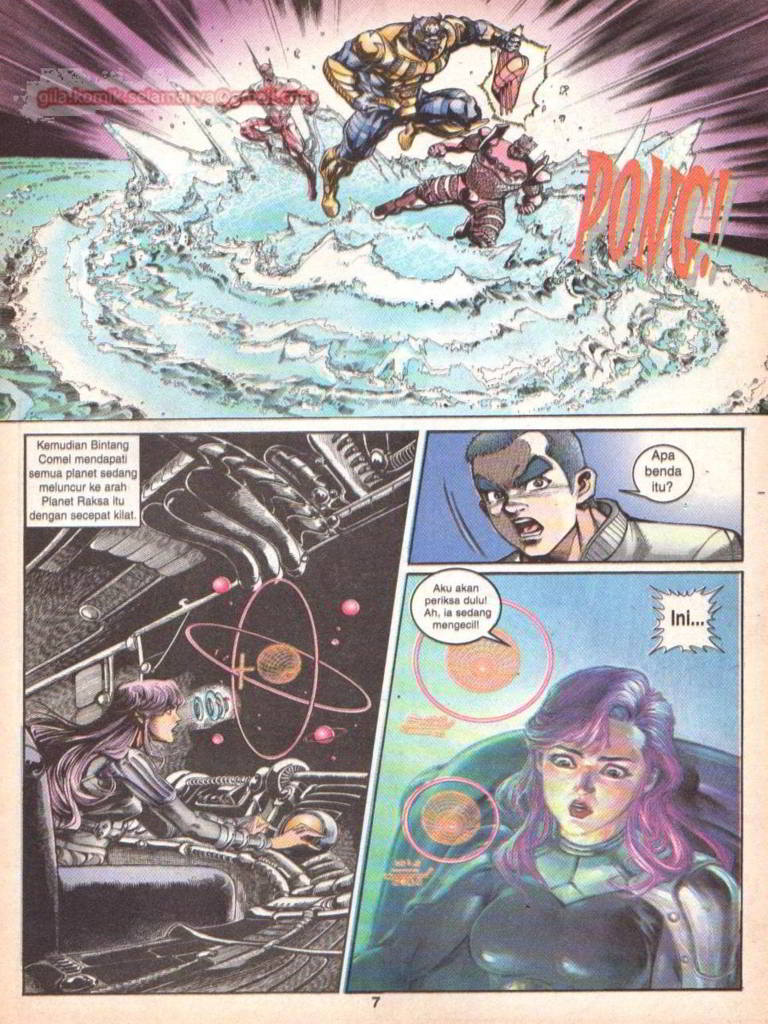 gila.komik.selamanya@gmail.com
PONG!
Kemudian Bintang
Comel mendapati
semua planet sedang
meluncur ke arah
Planet Raksa itu
dengan secepat kilat.
Apa
benda
itu?
Aku akan
periksa dulu!
Ah, ia sedang
mengecil!
Ini...
7